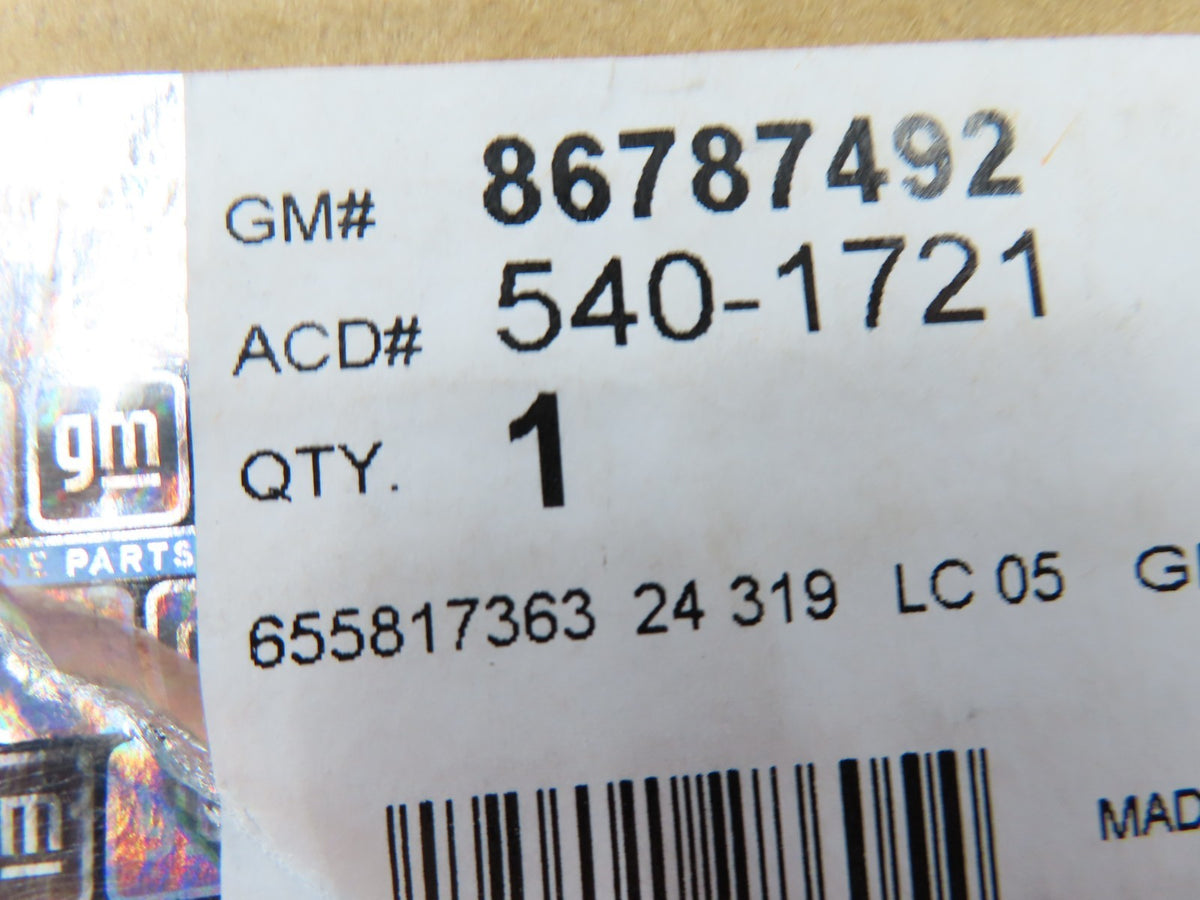 GM# 86787492
ACD# 540-1721
QTY. 1
655817363 24 319 LC 05
gm
PARTS